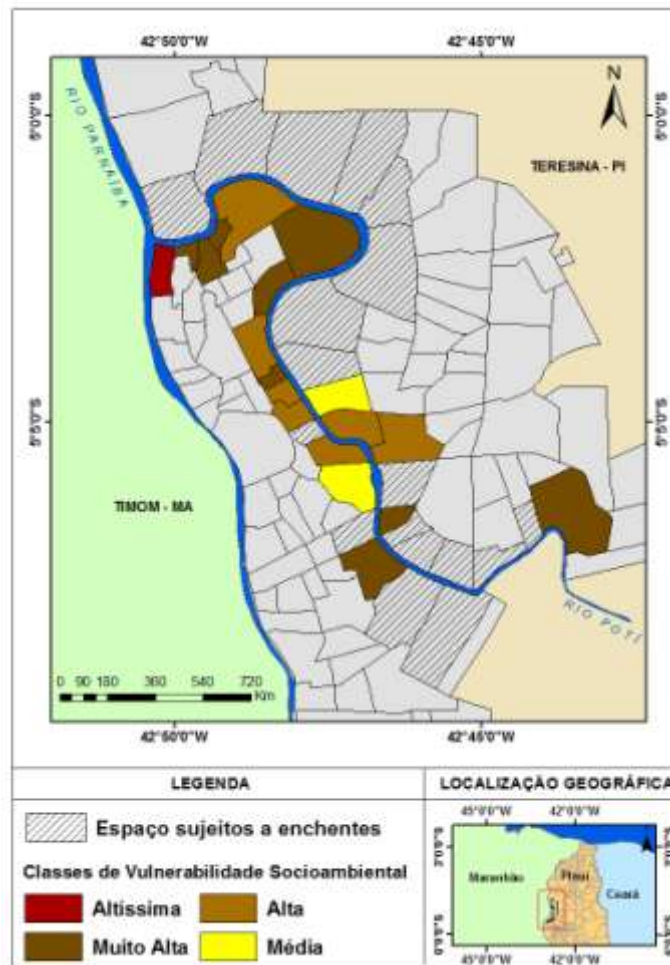 42°50'0"W 42°45'0"W
N
5°0'0"S 5°0'0"S
RIO PARNAÍBA
TERESINA - PI
5°5'0"S 5°5'0"S
TIMOM - MA
RIO POTÍ
0 90 180 360 540 720
Km
42°50'0"W 42°45'0"W
LEGENDA
Espaço sujeitos a enchentes
Classes de Vulnerabilidade Socioambiental
Altíssima
Alta
Muito Alta
Média
LOCALIZAÇÃO GEOGRÁFICA
45°0'0"W 42°0'0"W
Maranhão
Piauí
Ceará
45°0'0"W 42°0'0"W